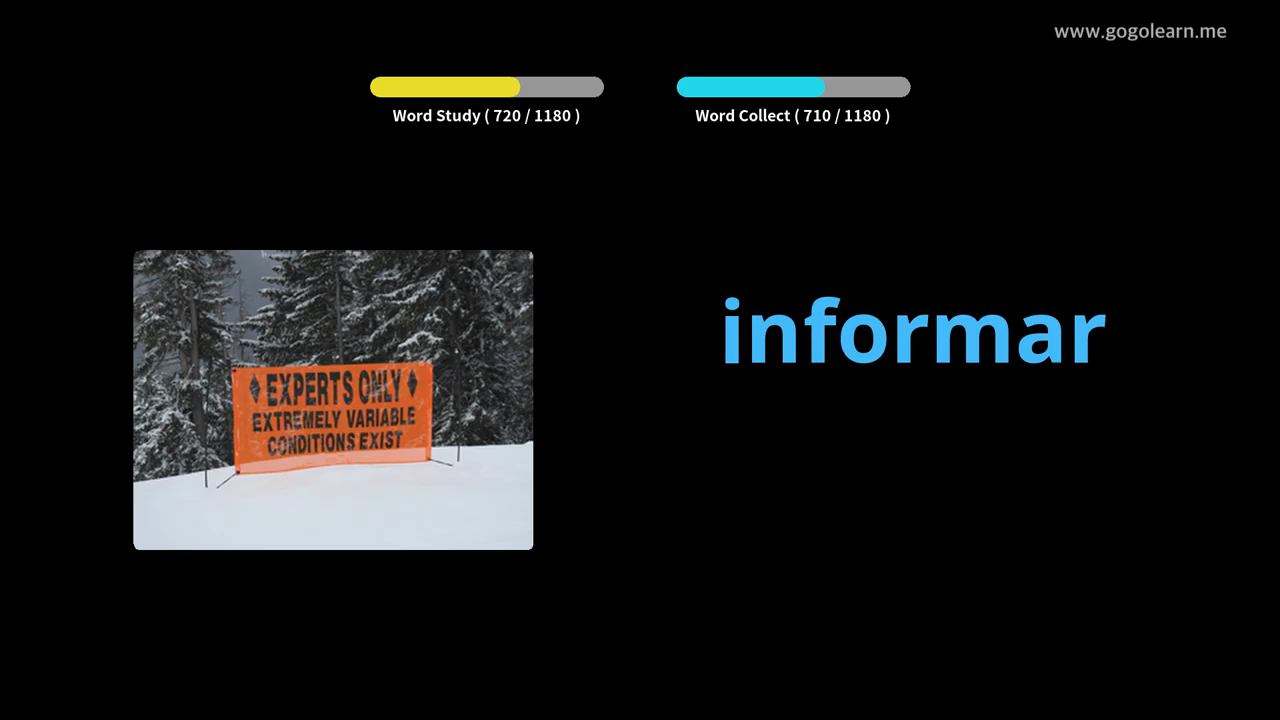 www.gogolearn.me
Word Study ( 720 / 1180 )
Word Collect ( 710 / 1180 )
informar
EXPERTS ONLY
EXTREMELY VARIABLE
CONDITIONS EXIST